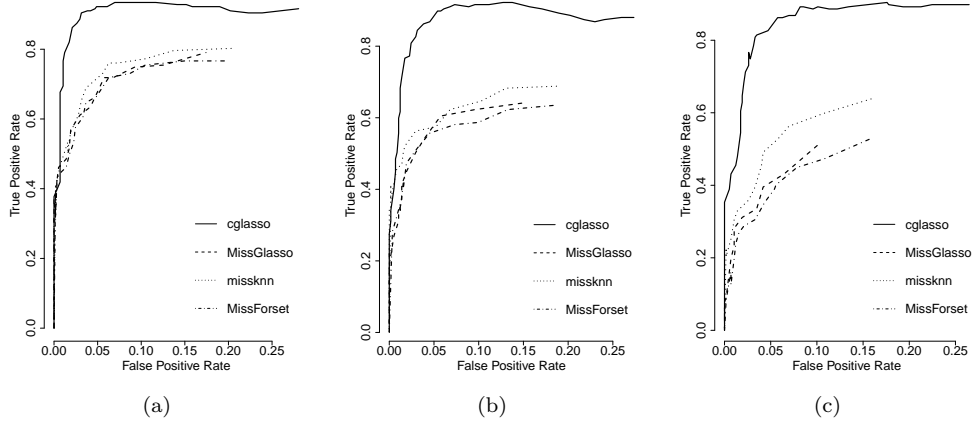 True Positive Rate
0.0 0.2 0.4 0.6 0.8
cglasso
MissGlasso
missknn
MissForset
0.00 0.05 0.10 0.15 0.20 0.25
False Positive Rate
(a)
True Positive Rate
0.0 0.2 0.4 0.6 0.8
cglasso
MissGlasso
missknn
MissForset
0.00 0.05 0.10 0.15 0.20 0.25
False Positive Rate
(b)
True Positive Rate
0.0 0.2 0.4 0.6 0.8
cglasso
MissGlasso
missknn
MissForset
0.00 0.05 0.10 0.15 0.20 0.25
False Positive Rate
(c)